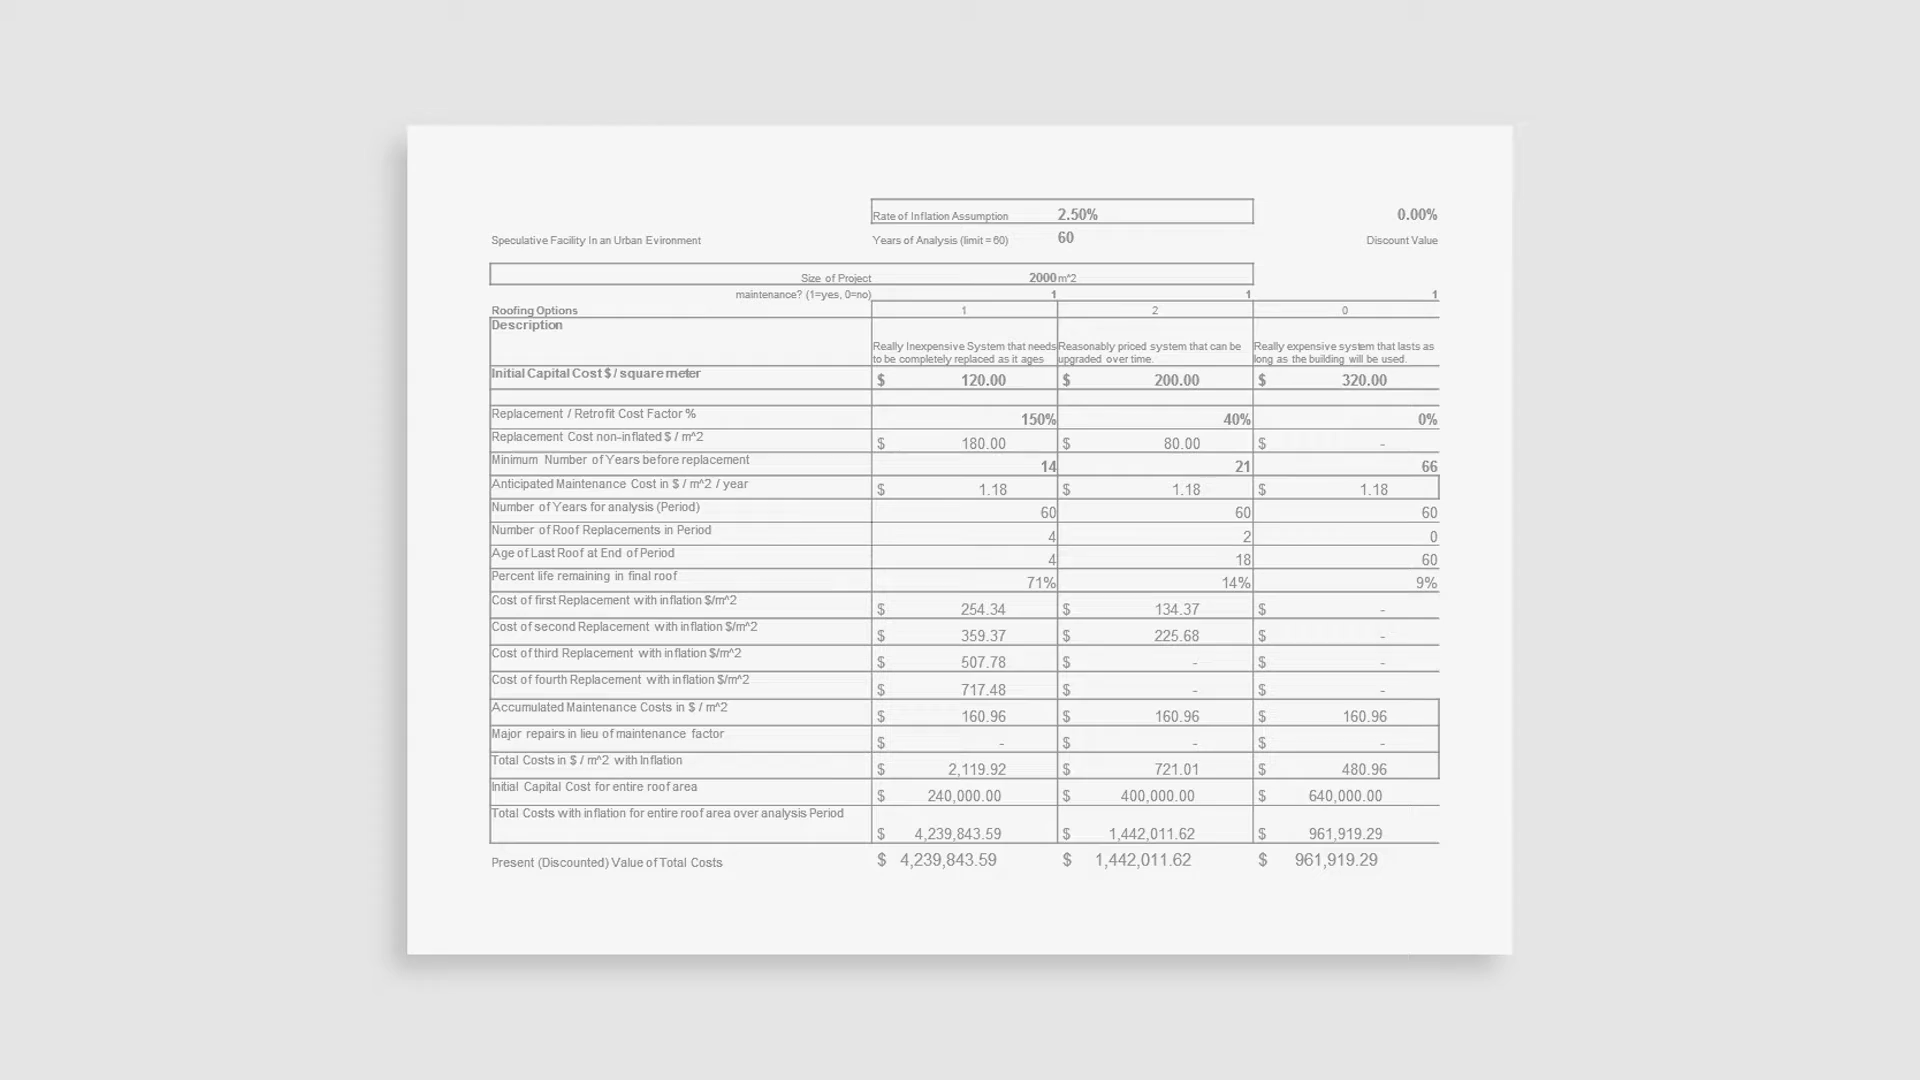 Rate of Inflation Assumption 2.50% 0.00%
Speculative Facility In an Urban Evironment Years of Analysis (limit = 60) 60 Discount Value
Size of Project 2000 m^2
maintenance? (1=yes, 0=no) 1 1 1
Roofing Options 1 2 0
Description
Really Inexpensive System that needs Reasonably priced system that can be Really expensive system that lasts as
to be completely replaced as it ages upgraded over time. long as the building will be used.
Initial Capital Cost $ / square meter $ 120.00 $ 200.00 $ 320.00
Replacement / Retrofit Cost Factor % 150% 40% 0%
Replacement Cost non-inflated $ / m^2 $ 180.00 $ 80.00 $ -
Minimum Number of Years before replacement 14 21 66
Anticipated Maintenance Cost in $ / m^2 / year $ 1.18 $ 1.18 $ 1.18
Number of Years for analysis (Period) 60 60 60
Number of Roof Replacements in Period 4 2 0
Age of Last Roof at End of Period 4 18 60
Percent life remaining in final roof 71% 14% 9%
Cost of first Replacement with inflation $/m^2 $ 254.34 $ 134.37 $ -
Cost of second Replacement with inflation $/m^2 $ 359.37 $ 225.68 $ -
Cost of third Replacement with inflation $/m^2 $ 507.78 $ - $ -
Cost of fourth Replacement with inflation $/m^2 $ 717.48 $ - $ -
Accumulated Maintenance Costs in $ / m^2 $ 160.96 $ 160.96 $ 160.96
Major repairs in lieu of maintenance factor $ - $ - $ -
Total Costs in $ / m^2 with Inflation $ 2,119.92 $ 721.01 $ 480.96
Initial Capital Cost for entire roof area $ 240,000.00 $ 400,000.00 $ 640,000.00
Total Costs with inflation for entire roof area over analysis Period
$ 4,239,843.59 $ 1,442,011.62 $ 961,919.29
Present (Discounted) Value of Total Costs $ 4,239,843.59 $ 1,442,011.62 $ 961,919.29